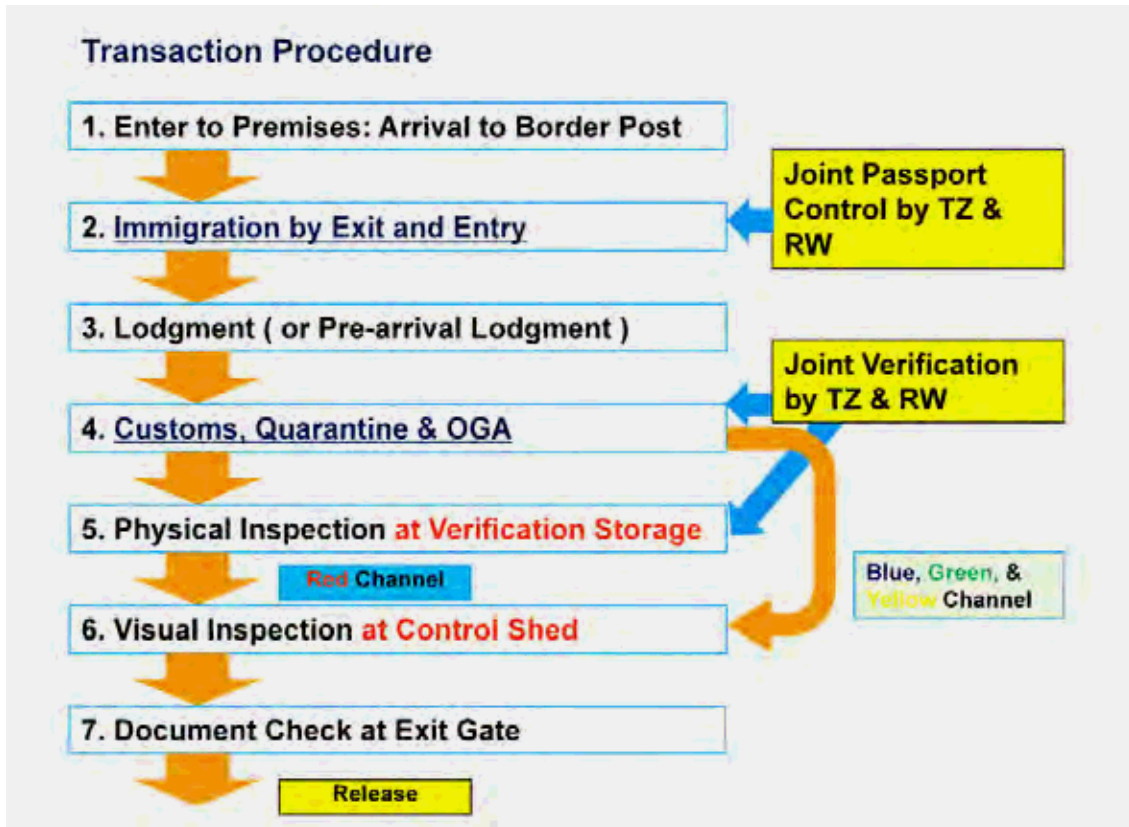 Transaction Procedure
1. Enter to Premises: Arrival to Border Post
Joint Passport
Control by TZ &
RW
2. Immigration by Exit and Entry
3. Lodgment ( or Pre-arrival Lodgment )
Joint Verification
by TZ & RW
4. Customs, Quarantine & OGA
5. Physical Inspection at Verification Storage
Red Channel
Blue, Green, &
Yellow Channel
6. Visual Inspection at Control Shed
7. Document Check at Exit Gate
Release